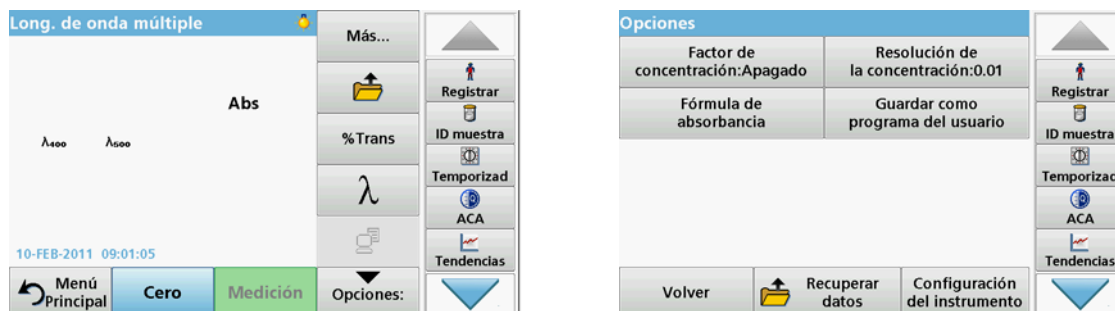 Long. de onda múltiple
Más...
Abs
λ400
λ500
%Trans
λ
10-FEB-2011 09:01:05
Menú
Principal
Cero
Medición
Opciones:
Registrar
ID muestra
Temporizad
ACA
Tendencias
Opciones
Factor de
concentración:Apagado
Resolución de
la concentración:0.01
Fórmula de
absorbancia
Guardar como
programa del usuario
Volver
Recuperar
datos
Configuración
del instrumento
Registrar
ID muestra
Temporizad
ACA
Tendencias